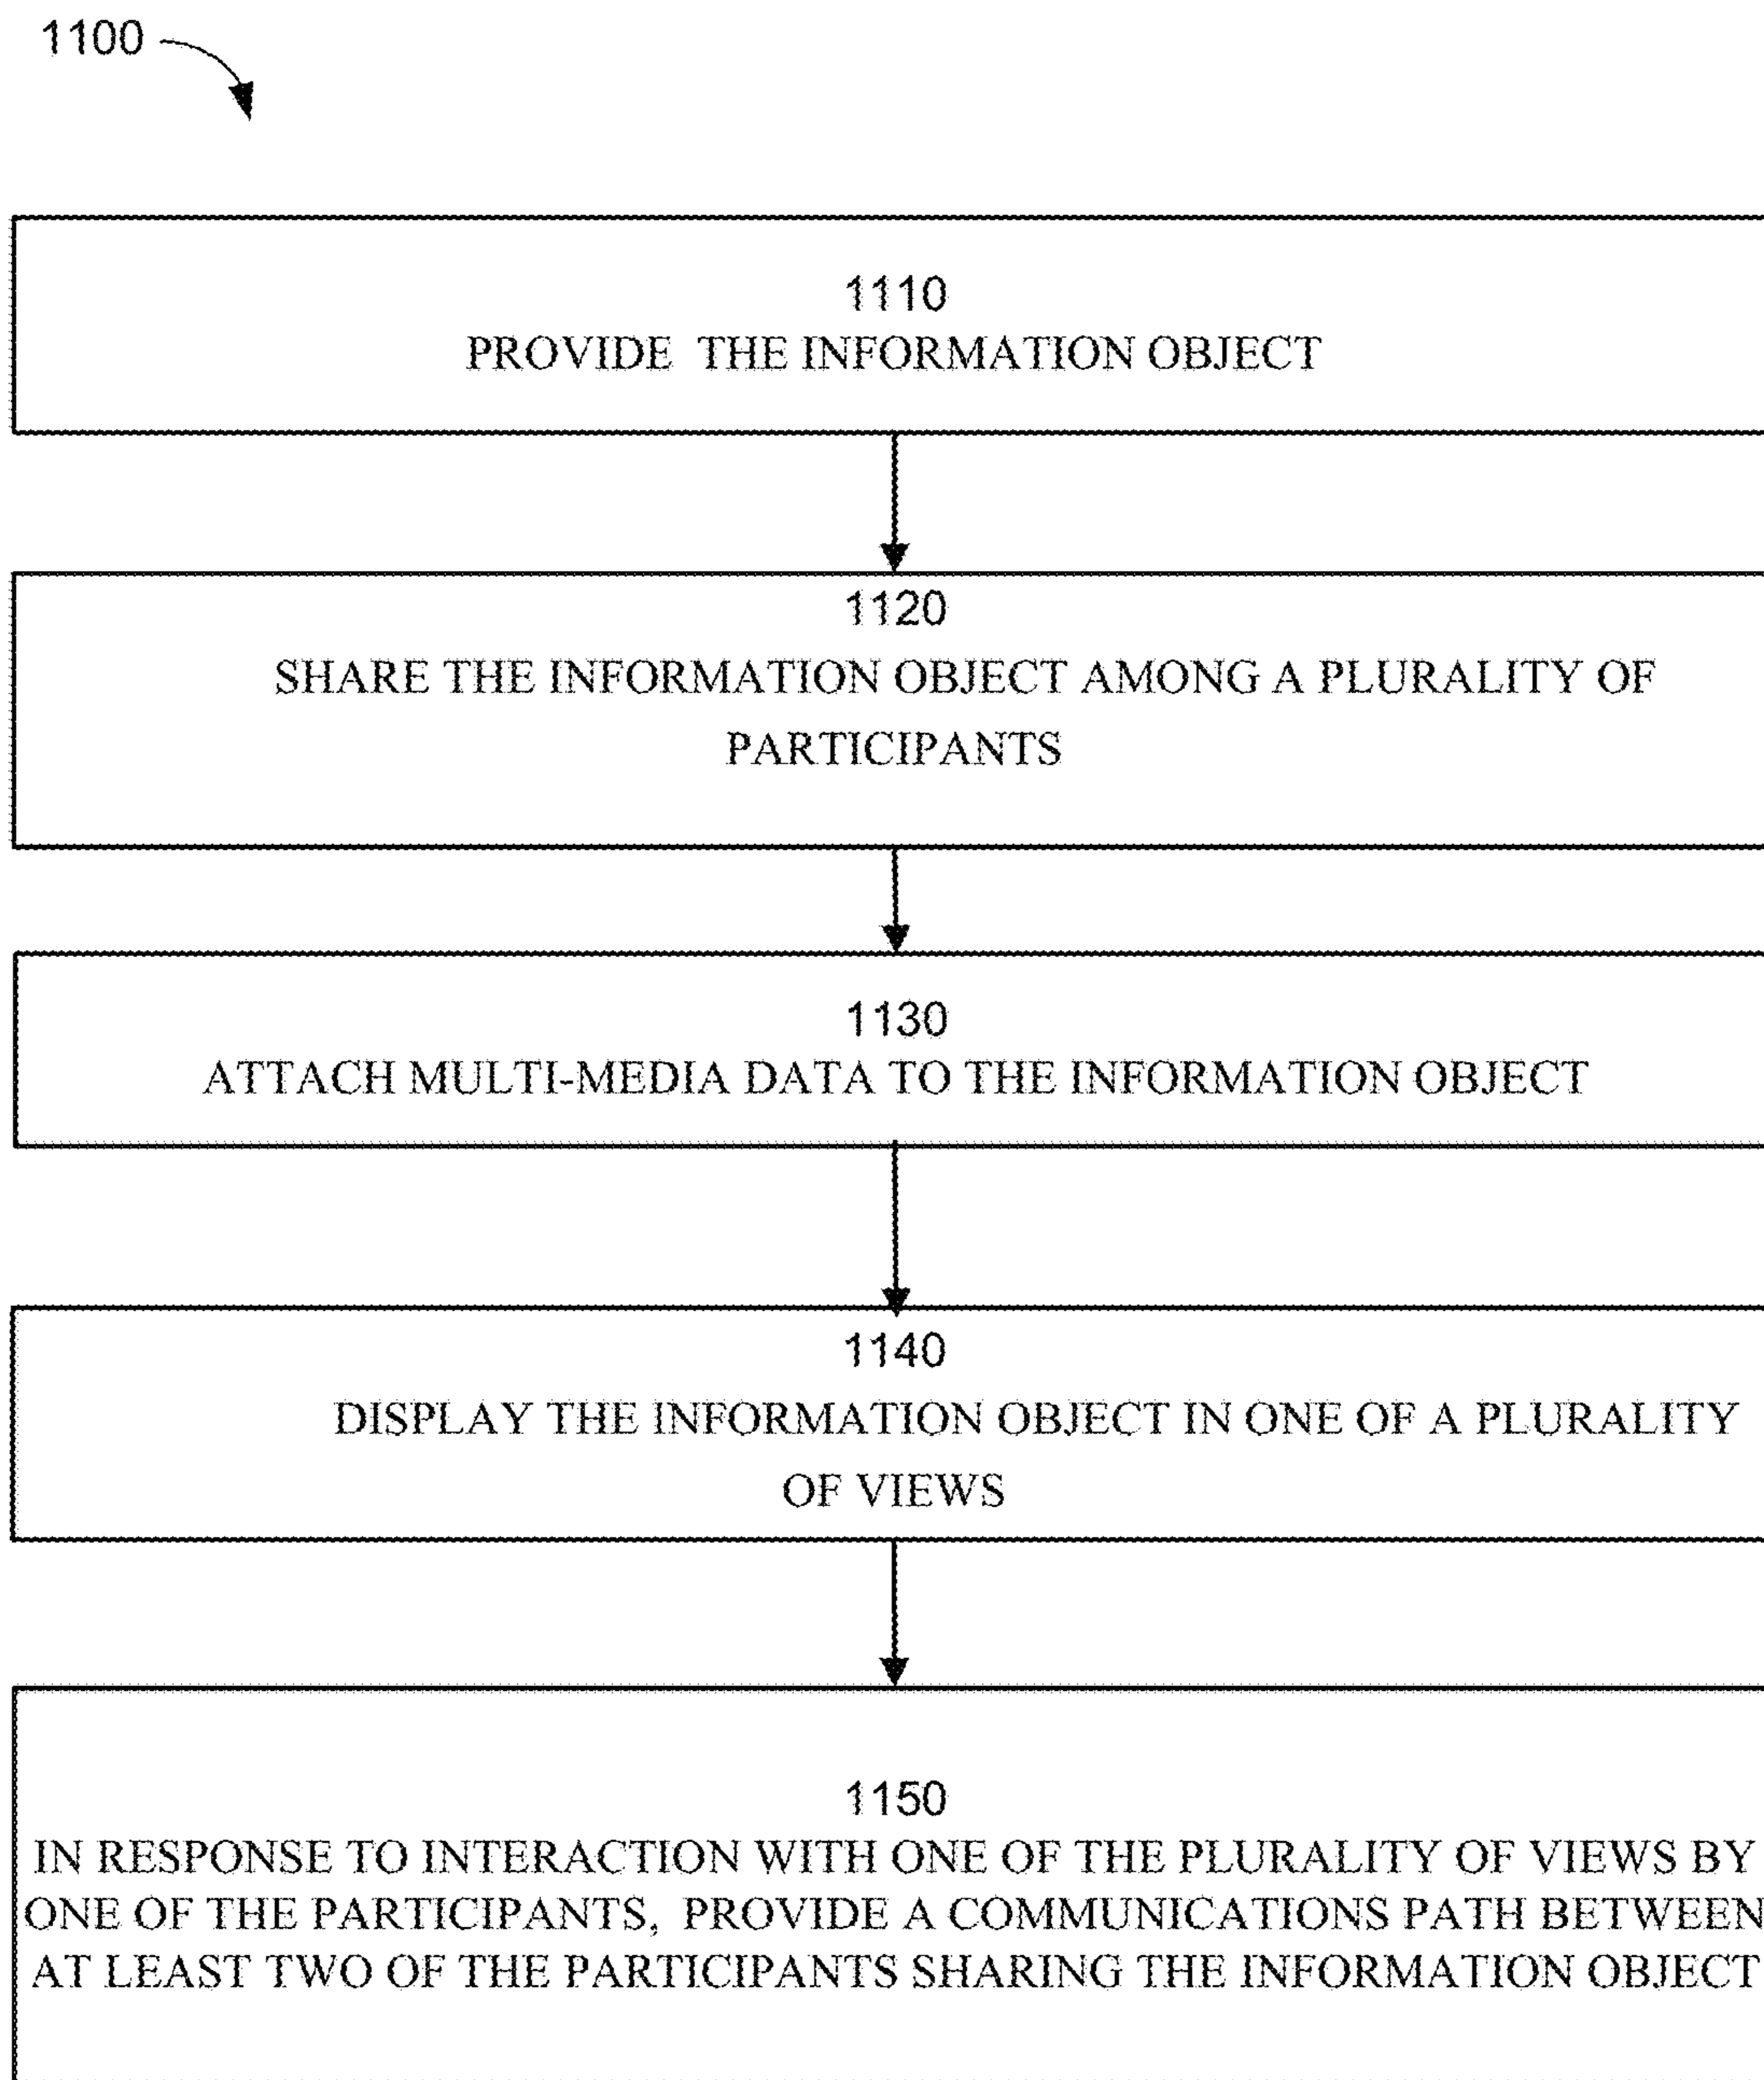 1100
1110
PROVIDE THE INFORMATION OBJECT
1120
SHARE THE INFORMATION OBJECT AMONG A PLURALITY OF
PARTICIPANTS
1130
ATTACH MULTI-MEDIA DATA TO THE INFORMATION OBJECT
1140
DISPLAY THE INFORMATION OBJECT IN ONE OF A PLURALITY
OF VIEWS
1150
IN RESPONSE TO INTERACTION WITH ONE OF THE PLURALITY OF VIEWS BY
ONE OF THE PARTICIPANTS, PROVIDE A COMMUNICATIONS PATH BETWEEN
AT LEAST TWO OF THE PARTICIPANTS SHARING THE INFORMATION OBJECT